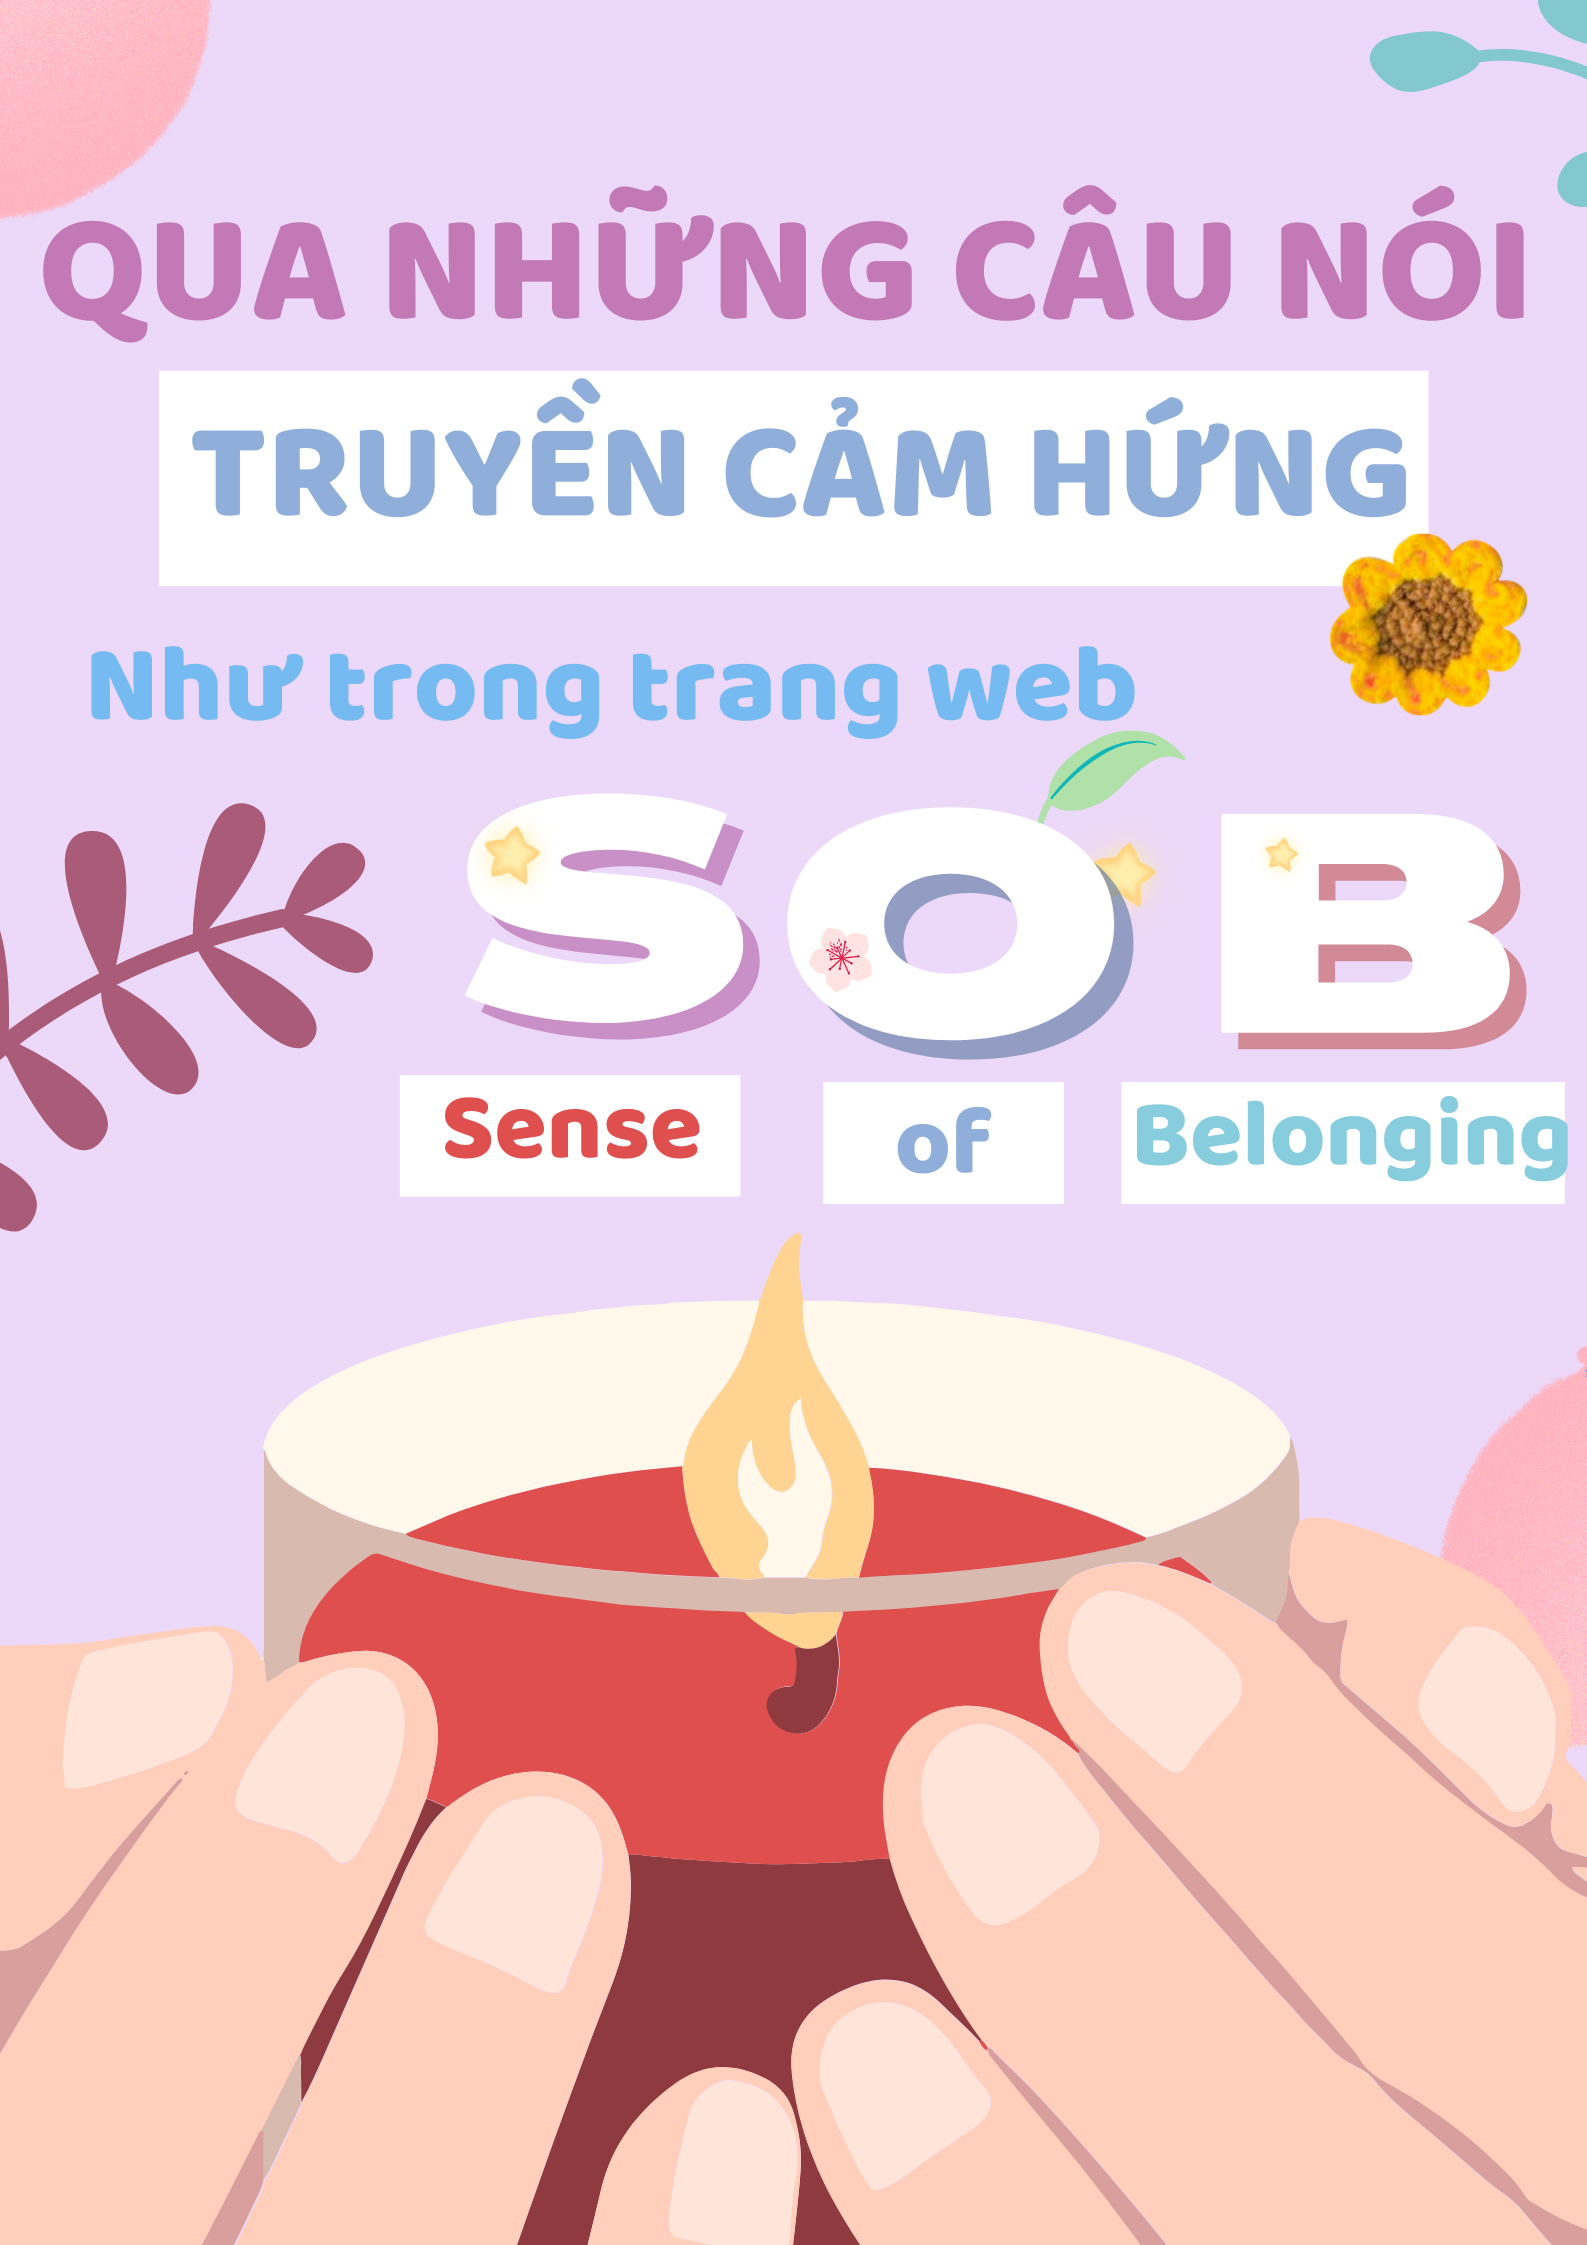 QUA NHỮNG CÂU NÓI
TRUYỀN CẢM HỨNG
Như trong trang web
SOB
Sense of Belonging